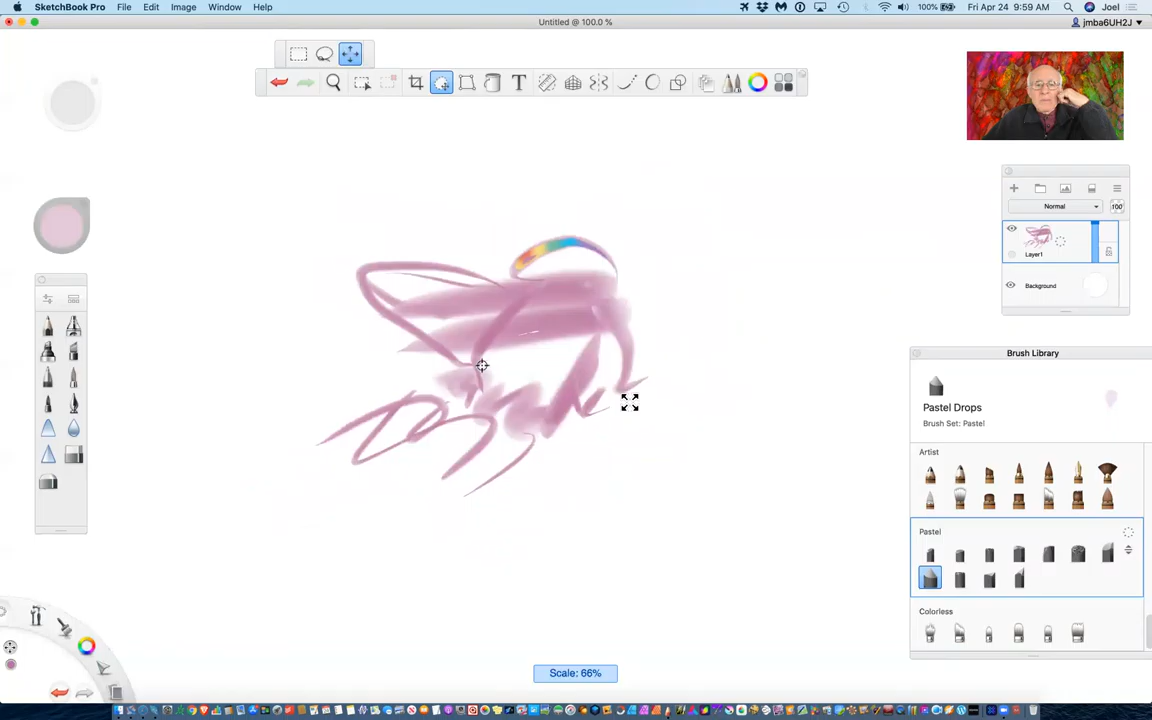 SketchBook Pro File Edit Image Window Help
100% Fri Apr 24 9:59 AM Joel
Untitled @ 100.0 %
jmba6UH2J
T
Normal 100
Layer1
Background
Brush Library
Pastel Drops
Brush Set: Pastel
Artist
Pastel
Colorless
Scale: 66%